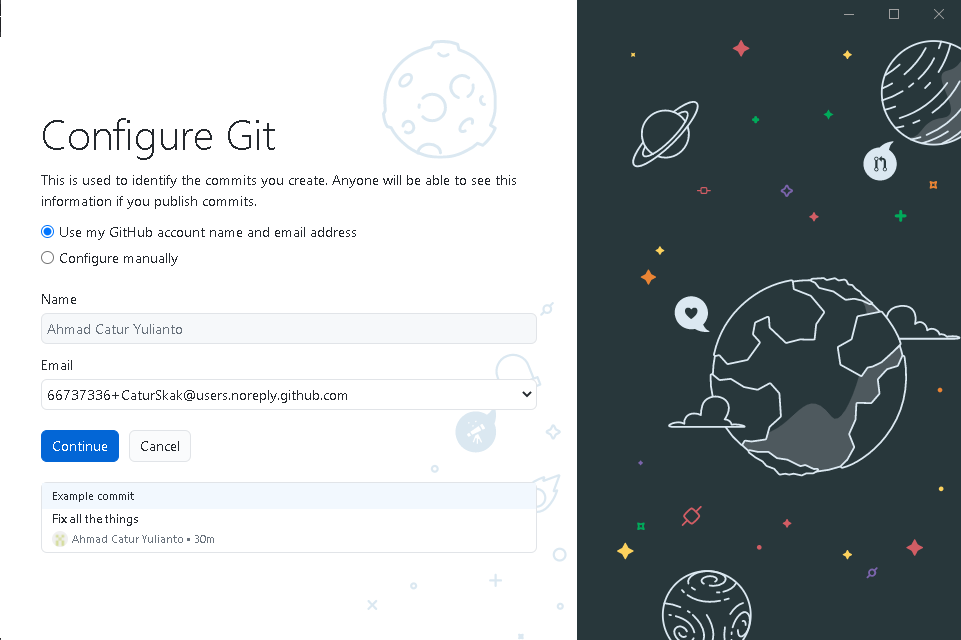 Configure Git
This is used to identify the commits you create. Anyone will be able to see this
information if you publish commits.
Use my GitHub account name and email address
Configure manually
Name
Ahmad Catur Yulianto
Email
66737336+CaturSkak@users.noreply.github.com
Continue Cancel
Example commit
Fix all the things
Ahmad Catur Yulianto • 30m